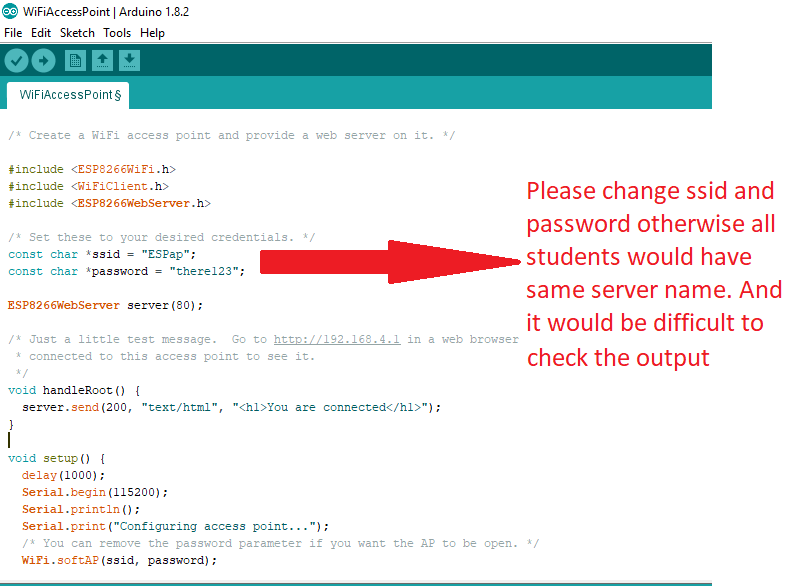 WiFiAccessPoint | Arduino 1.8.2
File Edit Sketch Tools Help
WiFiAccessPoint §
/* Create a WiFi access point and provide a web server on it. */
#include <ESP8266WiFi.h>
#include <WiFiClient.h>
#include <ESP8266WebServer.h>
/* Set these to your desired credentials. */
const char *ssid = "ESPap";
const char *password = "there123";
ESP8266WebServer server(80);
/* Just a little test message.  Go to http://192.168.4.1 in a web browser
 * connected to this access point to see it.
 */
void handleRoot() {
  server.send(200, "text/html", "<h1>You are connected</h1>");
}
void setup() {
  delay(1000);
  Serial.begin(115200);
  Serial.println();
  Serial.print("Configuring access point...");
  /* You can remove the password parameter if you want the AP to be open. */
  WiFi.softAP(ssid, password);
Please change ssid and
password otherwise all
students would have
same server name. And
it would be difficult to
check the output